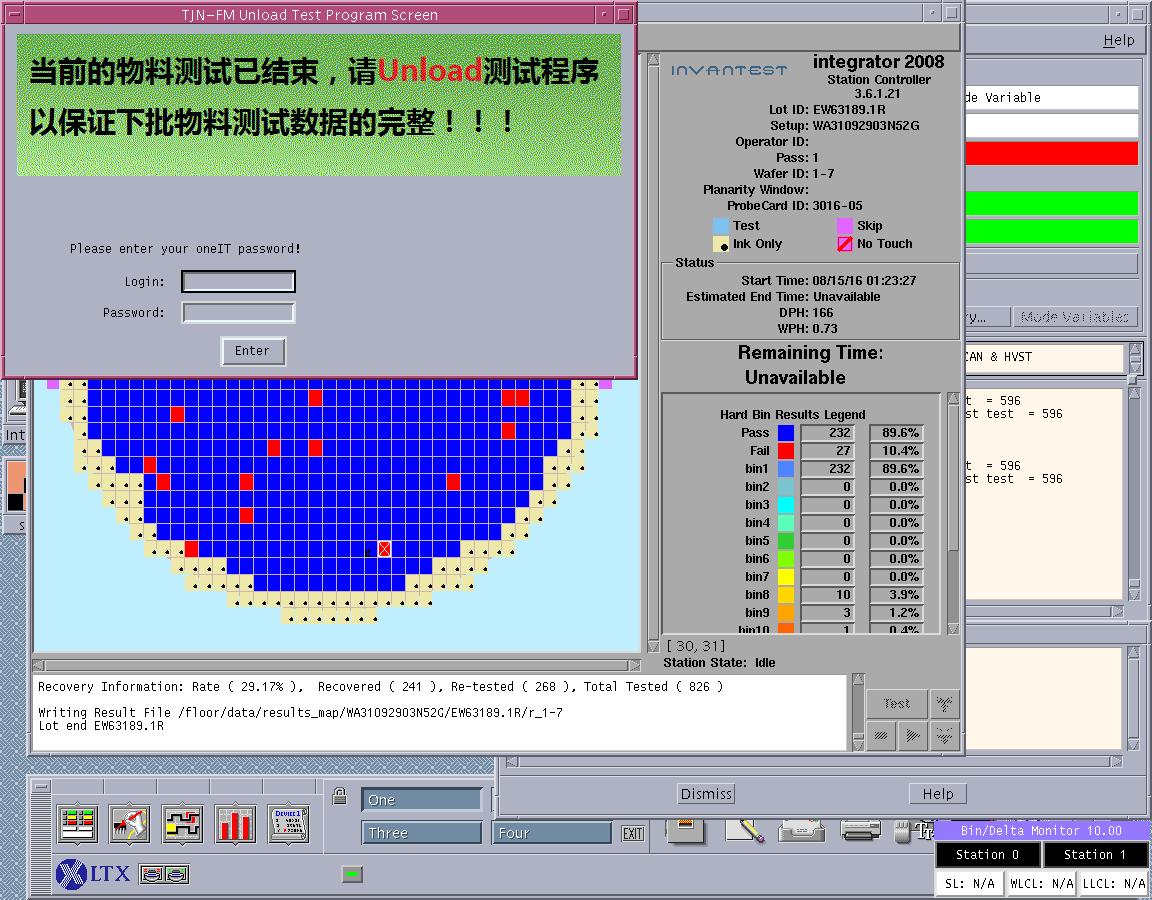 TJN-FM Unload Test Program Screen
当前的物料测试已结束，请Unload测试程序
以保证下批物料测试数据的完整！！！
Please enter your oneIT password!
Login:
Password:
Enter
INVANTEST
integrator 2008
Station Controller
3.6.1.21
Lot ID: EW63189.1R
Setup: WA31092903N52G
Operator ID:
Pass: 1
Wafer ID: 1-7
Planarity Window:
ProbeCard ID: 3016-05
Test Skip
Ink Only No Touch
Status
Start Time: 08/15/16 01:23:27
Estimated End Time: Unavailable
DPH: 166
WPH: 0.73
Remaining Time:
Unavailable
Hard Bin Results Legend
Pass 232 89.6%
Fail 27 10.4%
bin1 232 89.6%
bin2 0 0.0%
bin3 0 0.0%
bin4 0 0.0%
bin5 0 0.0%
bin6 0 0.0%
bin7 0 0.0%
bin8 10 3.9%
bin9 3 1.2%
bin10 1 0.4%
[ 30, 31]
Station State: Idle
Recovery Information: Rate ( 29.17% ), Recovered ( 241 ), Re-tested ( 268 ), Total Tested ( 826 )
Writing Result File /floor/data/results_map/WA31092903N52G/EW63189.1R/r_1-7
Lot end EW63189.1R
Test
Help
de Variable
ry...
Mode Variables
CAN & HVST
t = 596
st test = 596
t = 596
st test = 596
Int
s
Dismiss
Help
One
Three
Four
EXIT
DEVICE1
LTX
Bin/Delta Monitor 10.00
Station 0 Station 1
SL: N/A WLCL: N/A LLCL: N/A